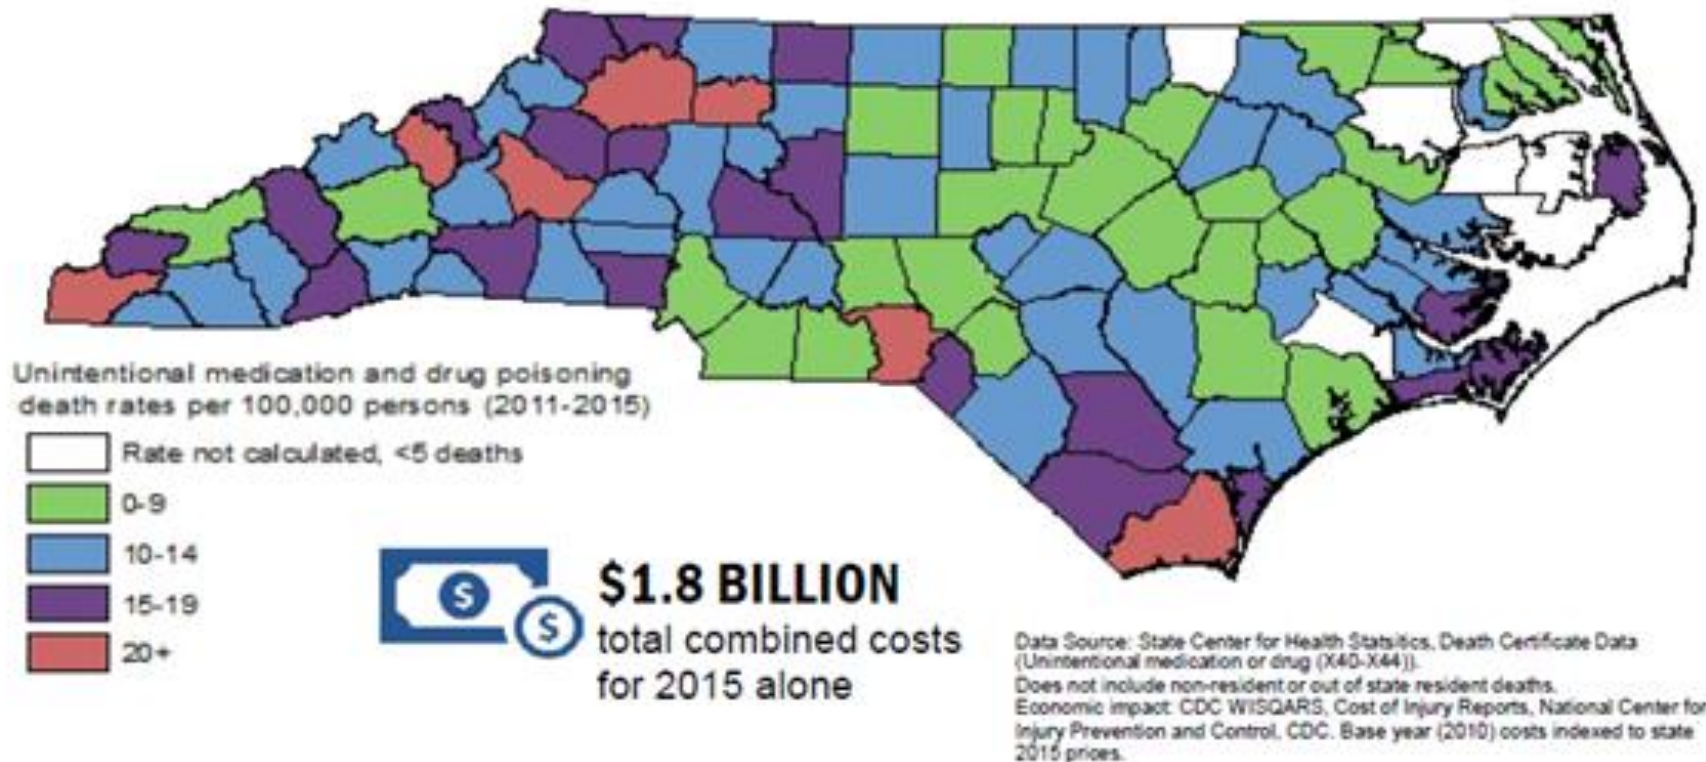 Unintentional medication and drug poisoning
death rates per 100,000 persons (2011-2015)
Rate not calculated, <5 deaths
0-9
10-14
15-19
20+
$
$
$1.8 BILLION
total combined costs
for 2015 alone
Data Source: State Center for Health Statsitics, Death Certificate Data
(Unintentional medication or drug (X40-X44)).
Does not include non-resident or out of state resident deaths.
Economic impact: CDC WISQARS, Cost of Injury Reports, National Center for
Injury Prevention and Control, CDC. Base year (2010) costs indexed to state
2015 prices.